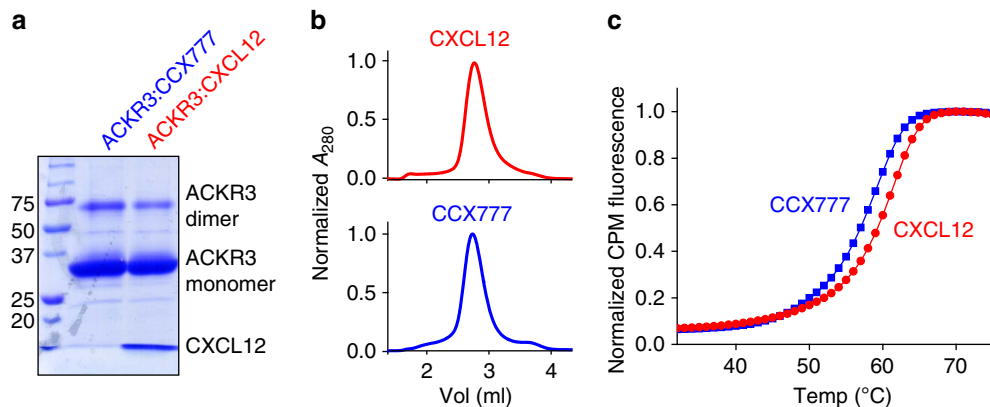 a
ACKR3:CCX777
ACKR3:CXCL12
75
50
37
25
20
ACKR3
dimer
ACKR3
monomer
CXCL12
b
Normalized A280
CXCL12
1.0
0.5
0.0
CCX777
1.0
0.5
0.0
2
3
4
Vol (ml)
c
Normalized CPM fluorescence
1.0
0.8
0.6
0.4
0.2
0.0
CCX777
CXCL12
40
50
60
70
Temp (°C)